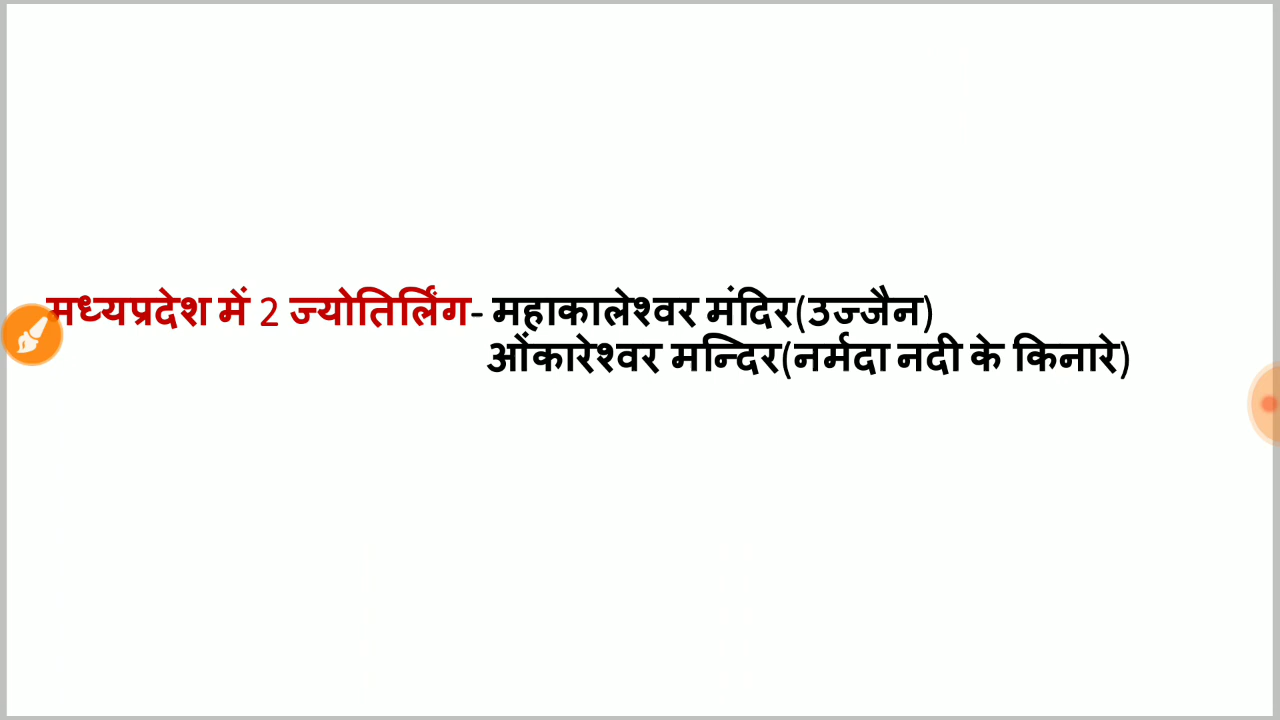 मध्यप्रदेश में 2 ज्योतिर्लिंग- महाकालेश्वर मंदिर(उज्जैन)
ओंकारेश्वर मन्दिर(नर्मदा नदी के किनारे)